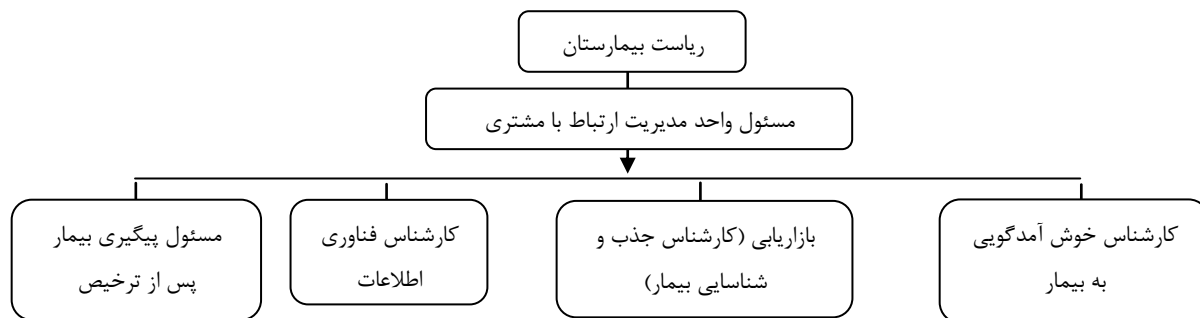 ریاست بیمارستان
مسئول واحد مدیریت ارتباط با مشتری
کارشناس خوش آمدگویی
به بیمار
بازاریابی (کارشناس جذب و
شناسایی بیمار)
کارشناس فناوری
اطلاعات
مسئول پیگیری بیمار
پس از ترخیص